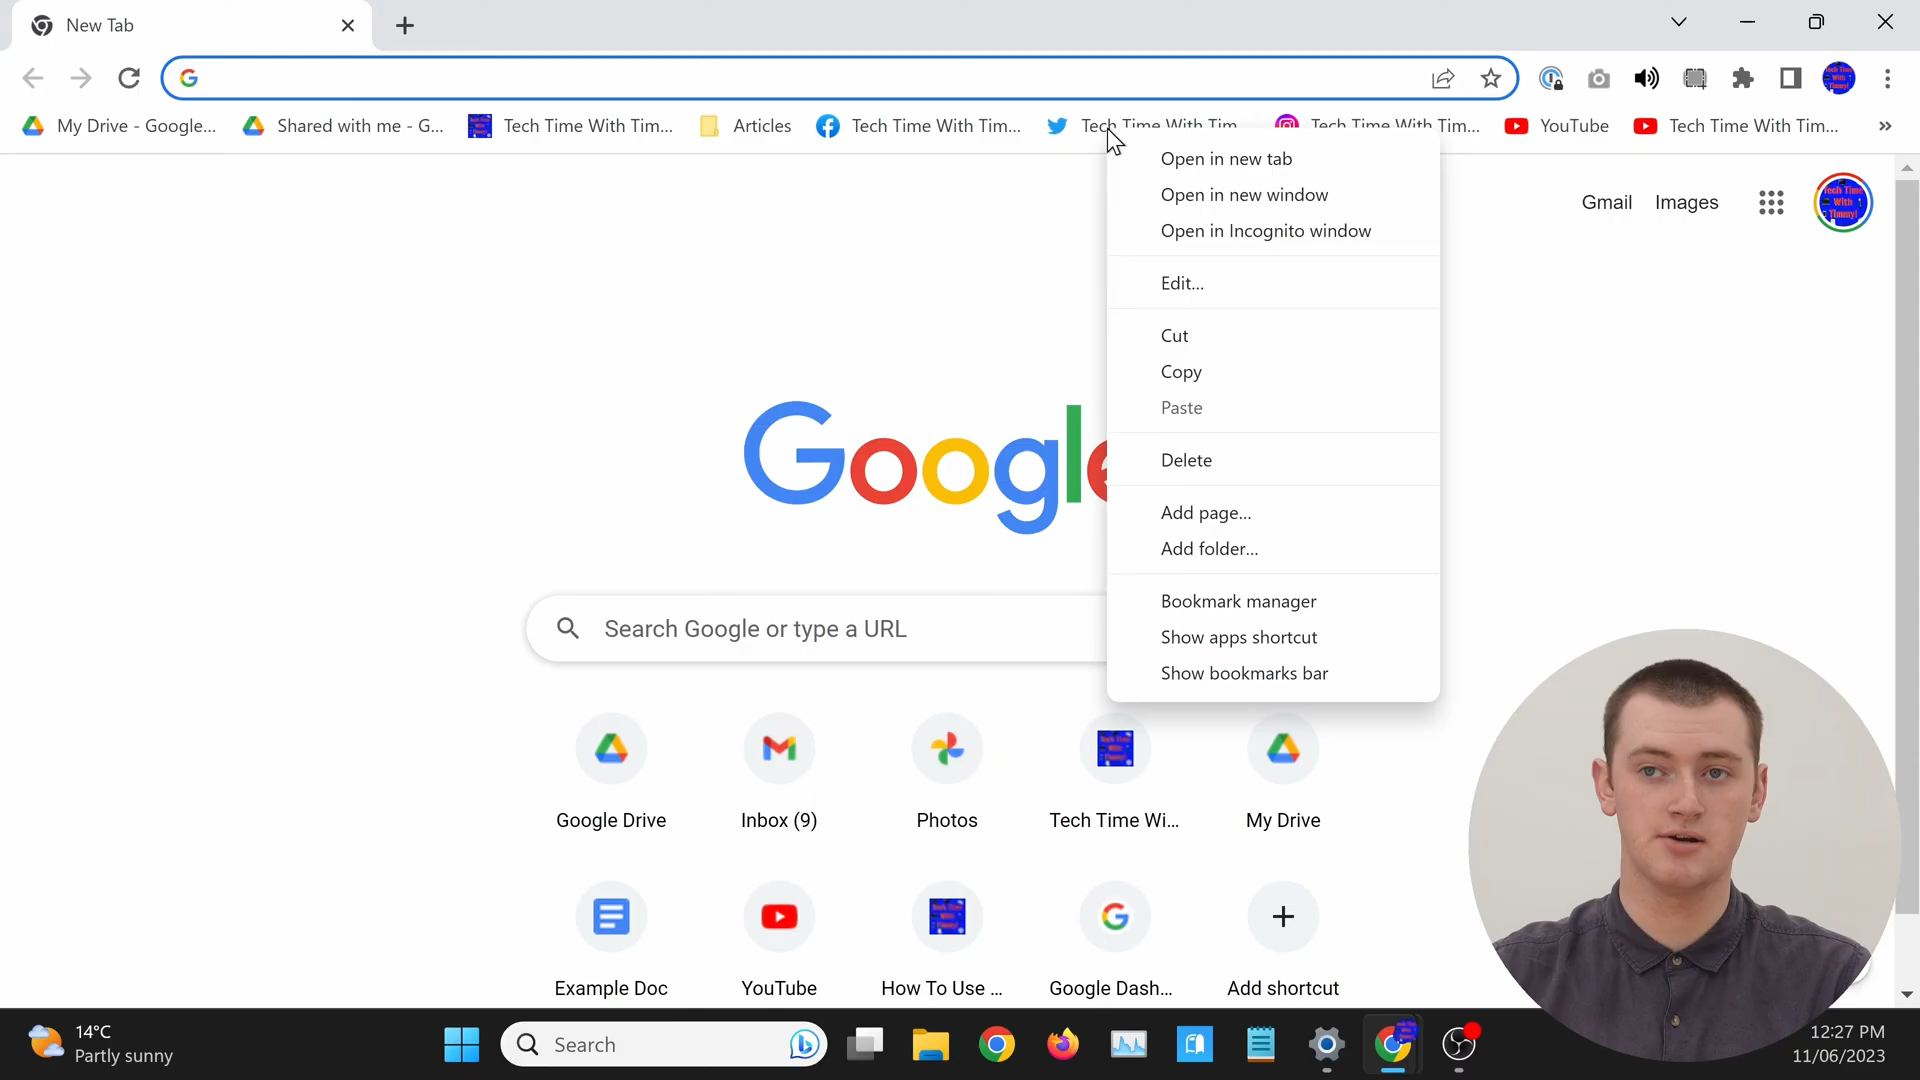 New Tab
My Drive - Google...
Shared with me - G...
Tech Time With Tim...
Articles
Tech Time With Tim...
Tech Time With Tim...
Tech Time With Tim...
YouTube
Tech Time With Tim...
Gmail
Images
Tech Time With Timmy!
Open in new tab
Open in new window
Open in Incognito window
Edit...
Cut
Copy
Paste
Delete
Add page...
Add folder...
Bookmark manager
Show apps shortcut
Show bookmarks bar
Google
Search Google or type a URL
Google Drive
Inbox (9)
Photos
Tech Time Wi...
My Drive
Example Doc
YouTube
How To Use ...
Google Dash...
Add shortcut
14°C
Partly sunny
Search
12:27 PM
11/06/2023